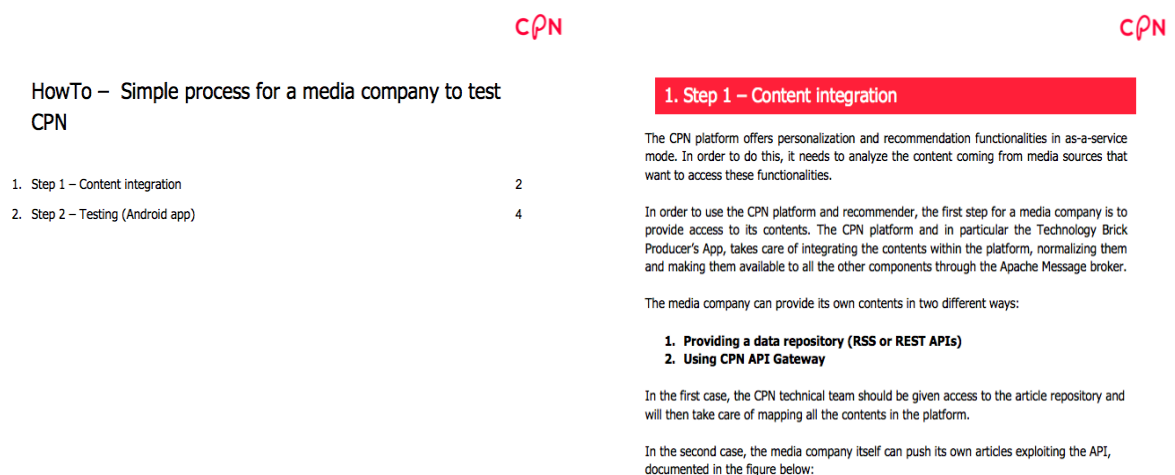 CPN
HowTo – Simple process for a media company to test
CPN
1. Step 1 – Content integration 2
2. Step 2 – Testing (Android app) 4
CPN
1. Step 1 – Content integration
The CPN platform offers personalization and recommendation functionalities in as-a-service
mode. In order to do this, it needs to analyze the content coming from media sources that
want to access these functionalities.
In order to use the CPN platform and recommender, the first step for a media company is to
provide access to its contents. The CPN platform and in particular the Technology Brick
Producer's App, takes care of integrating the contents within the platform, normalizing them
and making them available to all the other components through the Apache Message broker.
The media company can provide its own contents in two different ways:
1. Providing a data repository (RSS or REST APIs)
2. Using CPN API Gateway
In the first case, the CPN technical team should be given access to the article repository and
will then take care of mapping all the contents in the platform.
In the second case, the media company itself can push its own articles exploiting the API,
documented in the figure below: